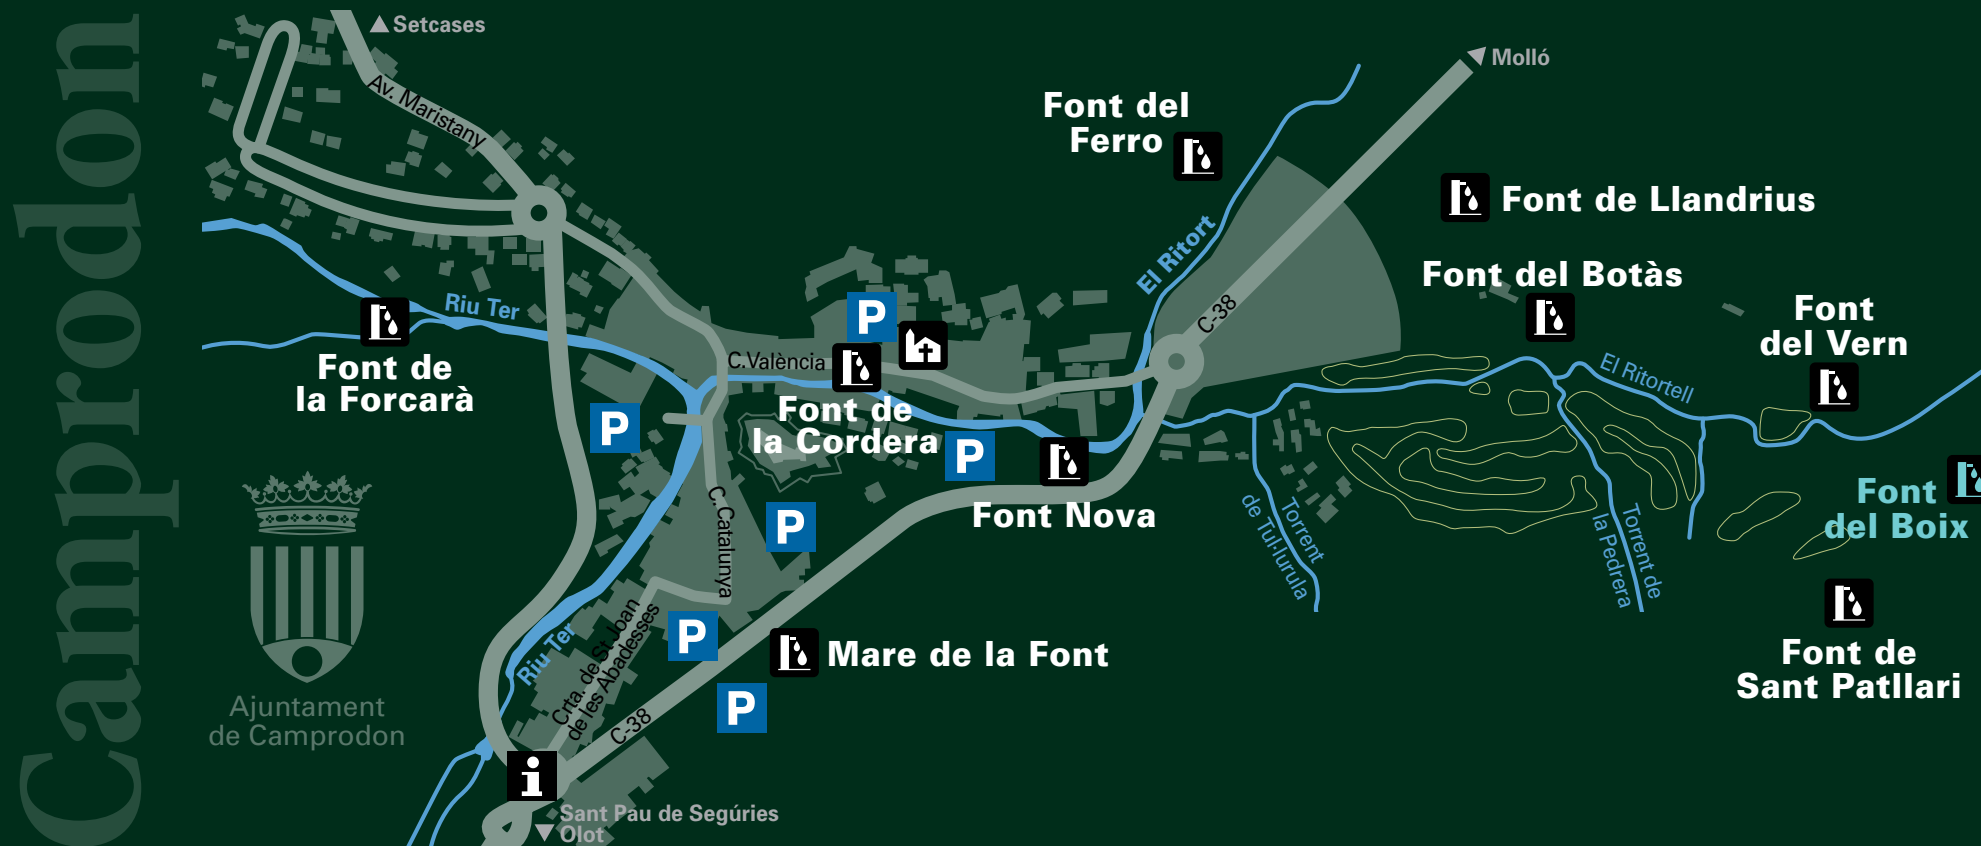 Camprodon
Setcases
Av. Maristany
Molló
Font del
Ferro
Font de Llandrius
El Ritort
Font del Botàs
C-38
Font
del Vern
Riu Ter
Font de
la Forcarà
P
C.València
El Ritortell
Font de
la Cordera
P
P
Font Nova
Font
del Boix
C. Catalunya
P
Torrent
de Tul·lurula
Torrent de
la Pedrera
Riu Ter
Crta. de St. Joan
de les Abadesses
P
Mare de la Font
Font de
Sant Patllari
P
C-38
Ajuntament
de Camprodon
i
Sant Pau de Segúries
Olot